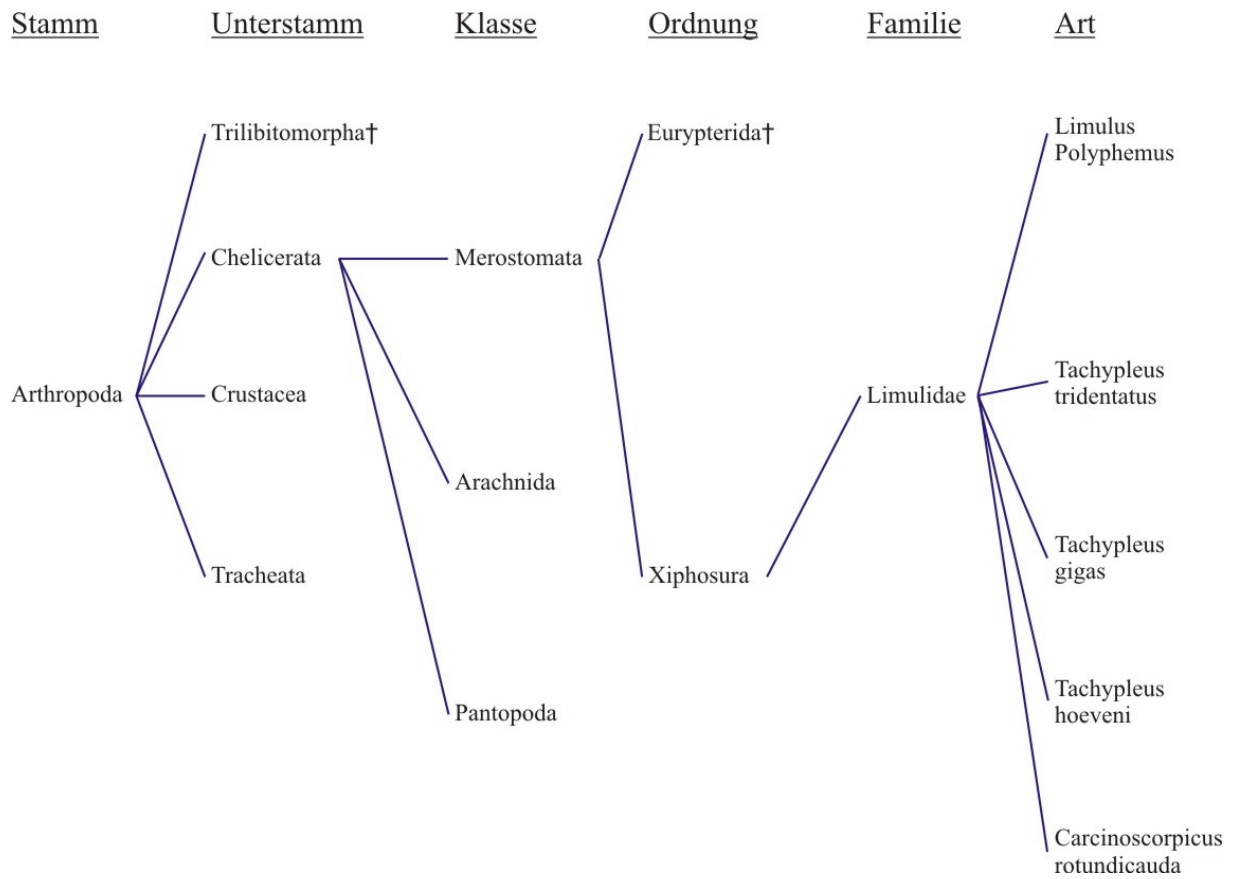 Stamm Unterstamm Klasse Ordnung Familie Art
Trilibitomorpha† Eurypterida† Limulus
Polyphemus
Chelicerata Merostomata
Arthropoda Crustacea Limulidae Tachypleus
tridentatus
Arachnida
Tracheata Xiphosura Tachypleus
gigas
Pantopoda Tachypleus
hoeveni
Carcinoscorpicus
rotundicauda